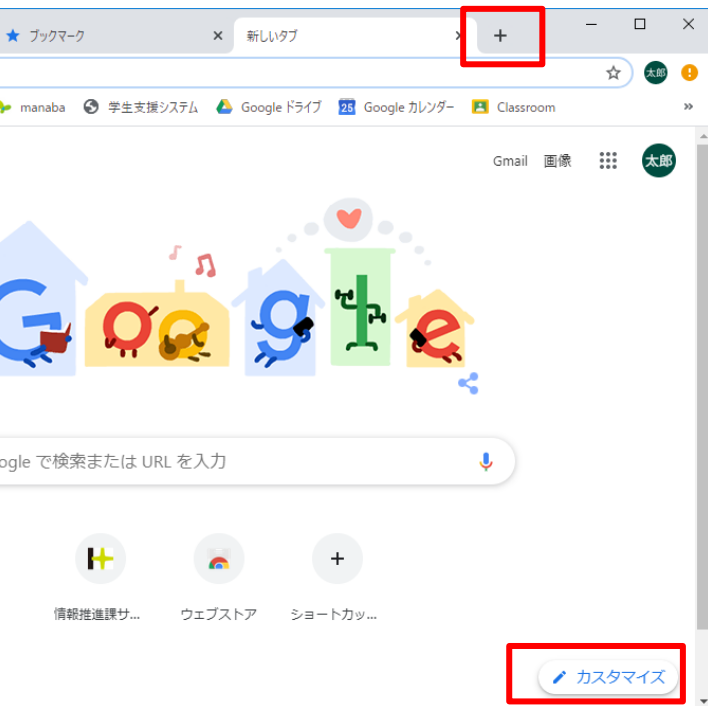 ブックマーク
新しいタブ
太郎
manaba
学生支援システム
Google ドライブ
25
Google カレンダー
Classroom
Gmail
画像
太郎
Google
ogle で検索または URL を入力
情報推進課サ...
ウェブストア
ショートカッ...
カスタマイズ